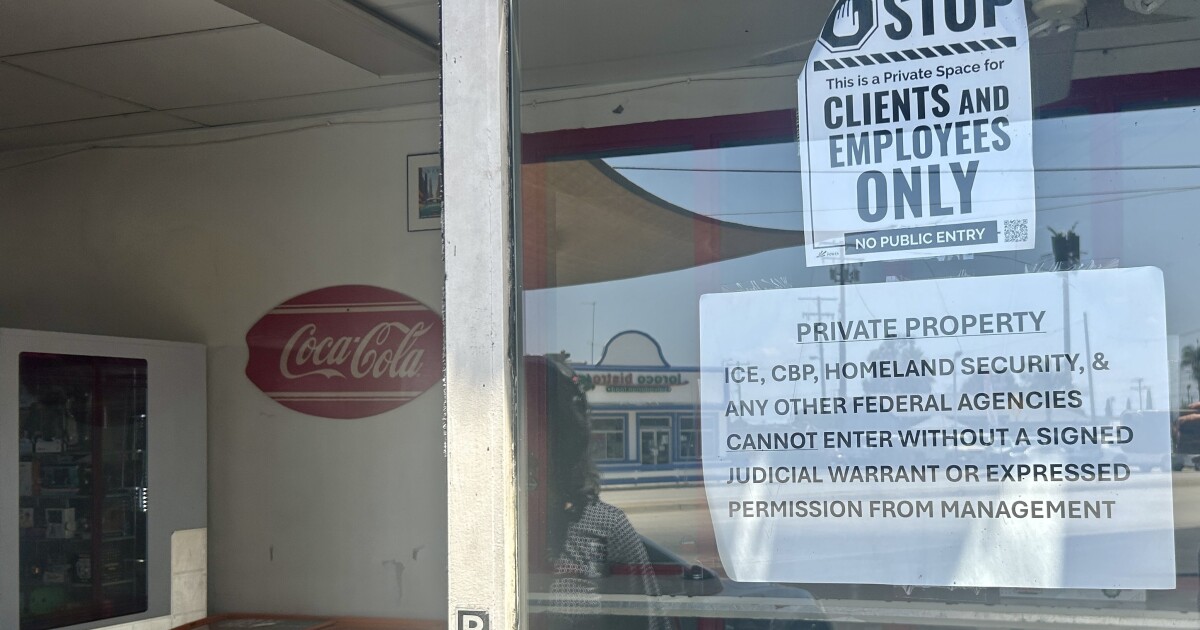 STOP
This is a Private Space for
CLIENTS AND
EMPLOYEES
ONLY
NO PUBLIC ENTRY
Coca-Cola
PRIVATE PROPERTY
ICE, CBP, HOMELAND SECURITY, &
ANY OTHER FEDERAL AGENCIES
CANNOT ENTER WITHOUT A SIGNED
JUDICIAL WARRANT OR EXPRESSED
PERMISSION FROM MANAGEMENT